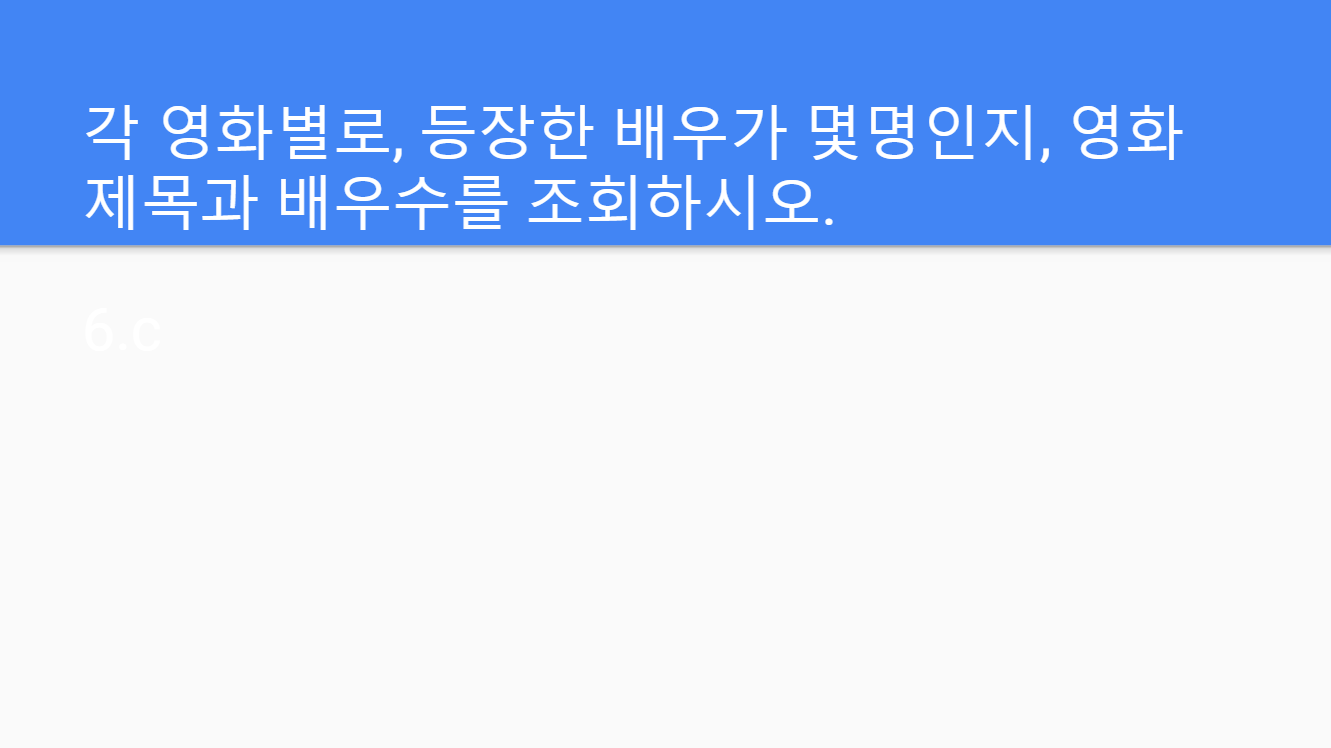 각 영화별로, 등장한 배우가 몇명인지, 영화
제목과 배우수를 조회하시오.
6.c